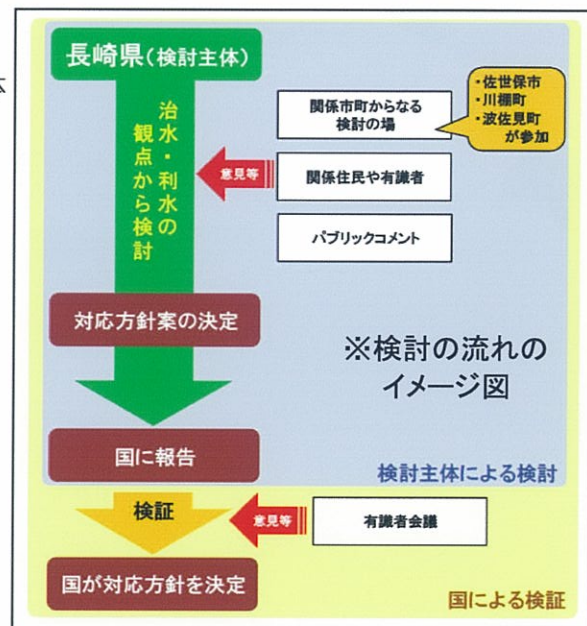 体
長崎県(検討主体)
治水・利水の
観点から検討
関係市町からなる
検討の場
・佐世保市
・川棚町
・波佐見町
が参加
意見等
関係住民や有識者
パブリックコメント
対応方針案の決定
※検討の流れの
イメージ図
国に報告
検討主体による検討
検証
意見等
有識者会議
国が対応方針を決定
国による検証